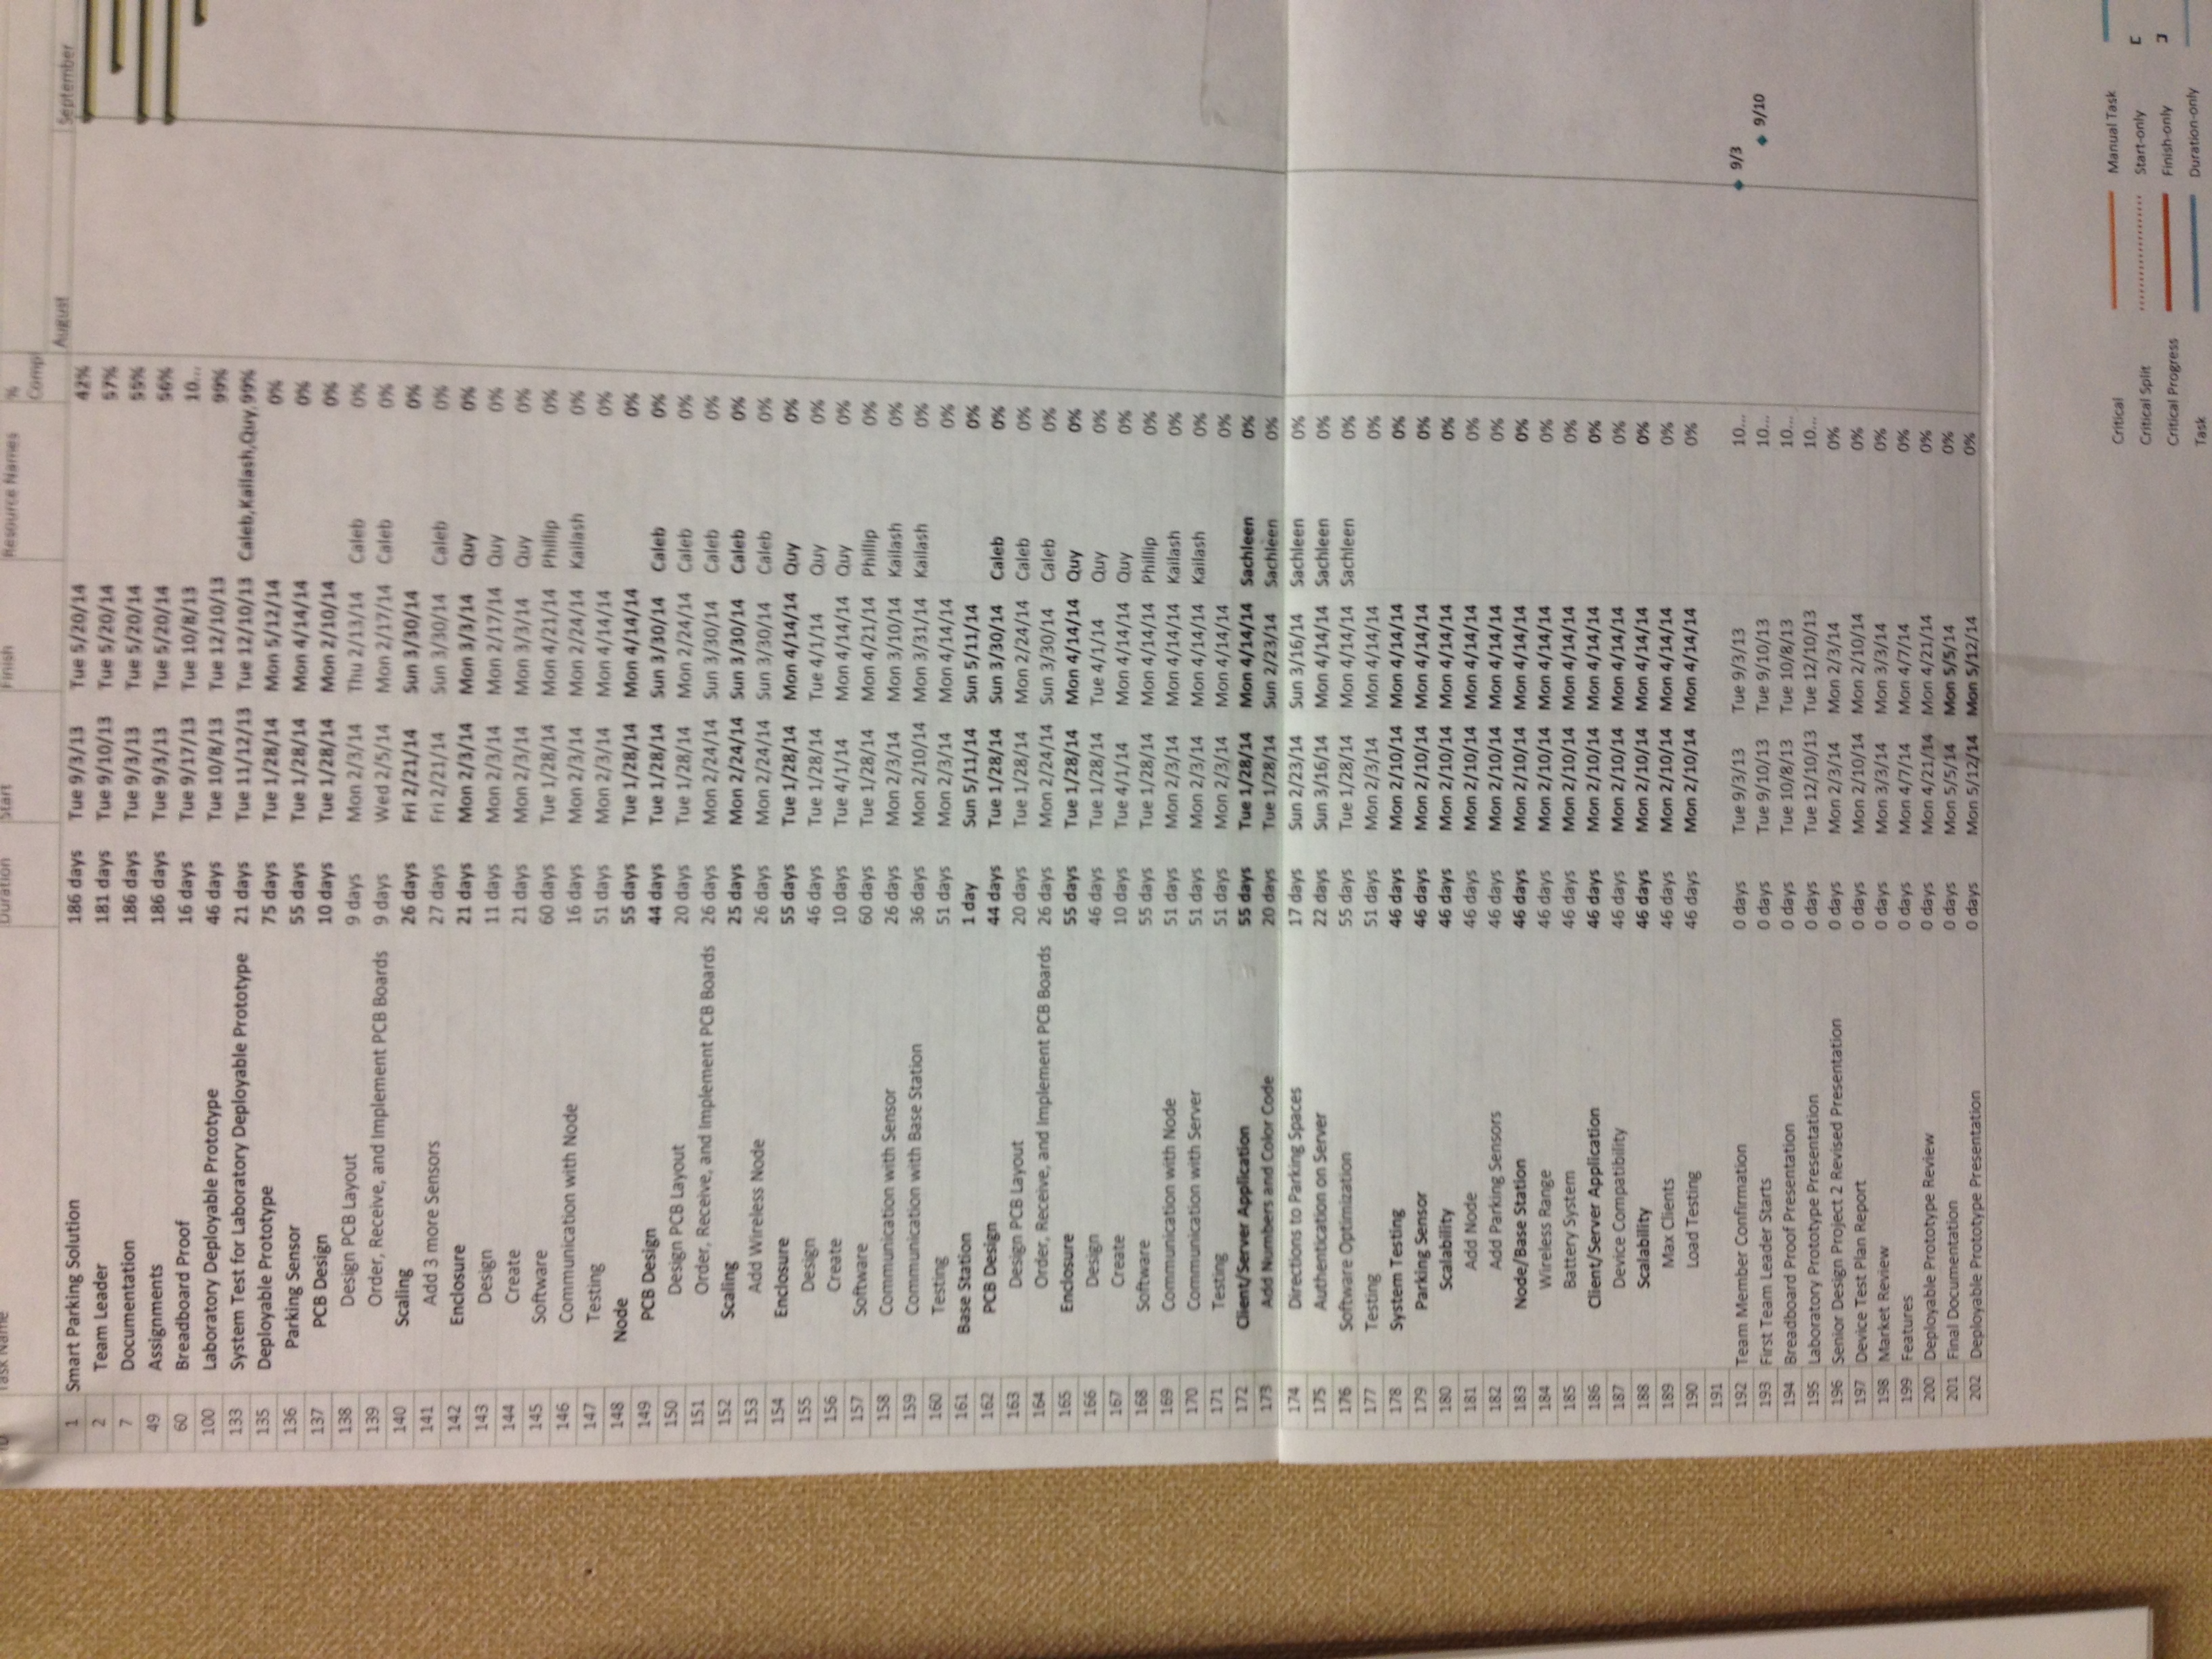 ID Task Name Duration Start Finish Resource Names % Comp
August September
1 Smart Parking Solution 186 days Tue 9/3/13 Tue 5/20/14 42%
2 Team Leader 181 days Tue 9/10/13 Tue 5/20/14 57%
7 Documentation 186 days Tue 9/3/13 Tue 5/20/14 55%
49 Assignments 186 days Tue 9/3/13 Tue 5/20/14 56%
60 Breadboard Proof 16 days Tue 9/17/13 Tue 10/8/13 10...
100 Laboratory Deployable Prototype 46 days Tue 10/8/13 Tue 12/10/13 99%
133 System Test for Laboratory Deployable Prototype 21 days Tue 11/12/13 Tue 12/10/13 Caleb,Kailash,Quy, 99%
135 Deployable Prototype 75 days Tue 1/28/14 Mon 5/12/14 0%
136 Parking Sensor 55 days Tue 1/28/14 Mon 4/14/14 0%
137 PCB Design 10 days Tue 1/28/14 Mon 2/10/14 0%
138 Design PCB Layout 9 days Mon 2/3/14 Thu 2/13/14 Caleb 0%
139 Order, Receive, and Implement PCB Boards 9 days Wed 2/5/14 Mon 2/17/14 Caleb 0%
140 Scaling 26 days Fri 2/21/14 Sun 3/30/14 0%
141 Add 3 more Sensors 27 days Fri 2/21/14 Sun 3/30/14 Caleb 0%
142 Enclosure 21 days Mon 2/3/14 Mon 3/3/14 Quy 0%
143 Design 11 days Mon 2/3/14 Mon 2/17/14 Quy 0%
144 Create 21 days Mon 2/3/14 Mon 3/3/14 Quy 0%
145 Software 60 days Tue 1/28/14 Mon 4/21/14 Phillip 0%
146 Communication with Node 16 days Mon 2/3/14 Mon 2/24/14 Kailash 0%
147 Testing 51 days Mon 2/3/14 Mon 4/14/14 0%
148 Node 55 days Tue 1/28/14 Mon 4/14/14 0%
149 PCB Design 44 days Tue 1/28/14 Sun 3/30/14 Caleb 0%
150 Design PCB Layout 20 days Tue 1/28/14 Mon 2/24/14 Caleb 0%
151 Order, Receive, and Implement PCB Boards 26 days Mon 2/24/14 Sun 3/30/14 Caleb 0%
152 Scaling 25 days Mon 2/24/14 Sun 3/30/14 Caleb 0%
153 Add Wireless Node 26 days Mon 2/24/14 Sun 3/30/14 Caleb 0%
154 Enclosure 55 days Tue 1/28/14 Mon 4/14/14 Quy 0%
155 Design 46 days Tue 1/28/14 Tue 4/1/14 Quy 0%
156 Create 10 days Tue 4/1/14 Mon 4/14/14 Quy 0%
157 Software 60 days Tue 1/28/14 Mon 4/21/14 Phillip 0%
158 Communication with Sensor 26 days Mon 2/3/14 Mon 3/10/14 Kailash 0%
159 Communication with Base Station 36 days Mon 2/10/14 Mon 3/31/14 Kailash 0%
160 Testing 51 days Mon 2/3/14 Mon 4/14/14 0%
161 Base Station 1 day Sun 5/11/14 Sun 5/11/14 0%
162 PCB Design 44 days Tue 1/28/14 Sun 3/30/14 Caleb 0%
163 Design PCB Layout 20 days Tue 1/28/14 Mon 2/24/14 Caleb 0%
164 Order, Receive, and Implement PCB Boards 26 days Mon 2/24/14 Sun 3/30/14 Caleb 0%
165 Enclosure 55 days Tue 1/28/14 Mon 4/14/14 Quy 0%
166 Design 46 days Tue 1/28/14 Tue 4/1/14 Quy 0%
167 Create 10 days Tue 4/1/14 Mon 4/14/14 Quy 0%
168 Software 55 days Tue 1/28/14 Mon 4/14/14 Phillip 0%
169 Communication with Node 51 days Mon 2/3/14 Mon 4/14/14 Kailash 0%
170 Communication with Server 51 days Mon 2/3/14 Mon 4/14/14 Kailash 0%
171 Testing 51 days Mon 2/3/14 Mon 4/14/14 0%
172 Client/Server Application 55 days Tue 1/28/14 Mon 4/14/14 Sachleen 0%
173 Add Numbers and Color Code 20 days Tue 1/28/14 Sun 2/23/14 Sachleen 0%
174 Directions to Parking Spaces 17 days Sun 2/23/14 Sun 3/16/14 Sachleen 0%
175 Authentication on Server 22 days Sun 3/16/14 Mon 4/14/14 Sachleen 0%
176 Software Optimization 55 days Tue 1/28/14 Mon 4/14/14 Sachleen 0%
177 Testing 51 days Mon 2/3/14 Mon 4/14/14 0%
178 System Testing 46 days Mon 2/10/14 Mon 4/14/14 0%
179 Parking Sensor 46 days Mon 2/10/14 Mon 4/14/14 0%
180 Scalability 46 days Mon 2/10/14 Mon 4/14/14 0%
181 Add Node 46 days Mon 2/10/14 Mon 4/14/14 0%
182 Add Parking Sensors 46 days Mon 2/10/14 Mon 4/14/14 0%
183 Node/Base Station 46 days Mon 2/10/14 Mon 4/14/14 0%
184 Wireless Range 46 days Mon 2/10/14 Mon 4/14/14 0%
185 Battery System 46 days Mon 2/10/14 Mon 4/14/14 0%
186 Client/Server Application 46 days Mon 2/10/14 Mon 4/14/14 0%
187 Device Compatibility 46 days Mon 2/10/14 Mon 4/14/14 0%
188 Scalability 46 days Mon 2/10/14 Mon 4/14/14 0%
189 Max Clients 46 days Mon 2/10/14 Mon 4/14/14 0%
190 Load Testing 46 days Mon 2/10/14 Mon 4/14/14 0%
191
192 Team Member Confirmation 0 days Tue 9/3/13 Tue 9/3/13 10... 9/3
193 First Team Leader Starts 0 days Tue 9/10/13 Tue 9/10/13 10... 9/10
194 Breadboard Proof Presentation 0 days Tue 10/8/13 Tue 10/8/13 10...
195 Laboratory Prototype Presentation 0 days Tue 12/10/13 Tue 12/10/13 10...
196 Senior Design Project 2 Revised Presentation 0 days Mon 2/3/14 Mon 2/3/14 0%
197 Device Test Plan Report 0 days Mon 2/10/14 Mon 2/10/14 0%
198 Market Review 0 days Mon 3/3/14 Mon 3/3/14 0%
199 Features 0 days Mon 4/7/14 Mon 4/7/14 0%
200 Deployable Prototype Review 0 days Mon 4/21/14 Mon 4/21/14 0%
201 Final Documentation 0 days Mon 5/5/14 Mon 5/5/14 0%
202 Deployable Prototype Presentation 0 days Mon 5/12/14 Mon 5/12/14 0%
Critical Manual Task
Critical Split Start-only
Critical Progress Finish-only
Task Duration-only